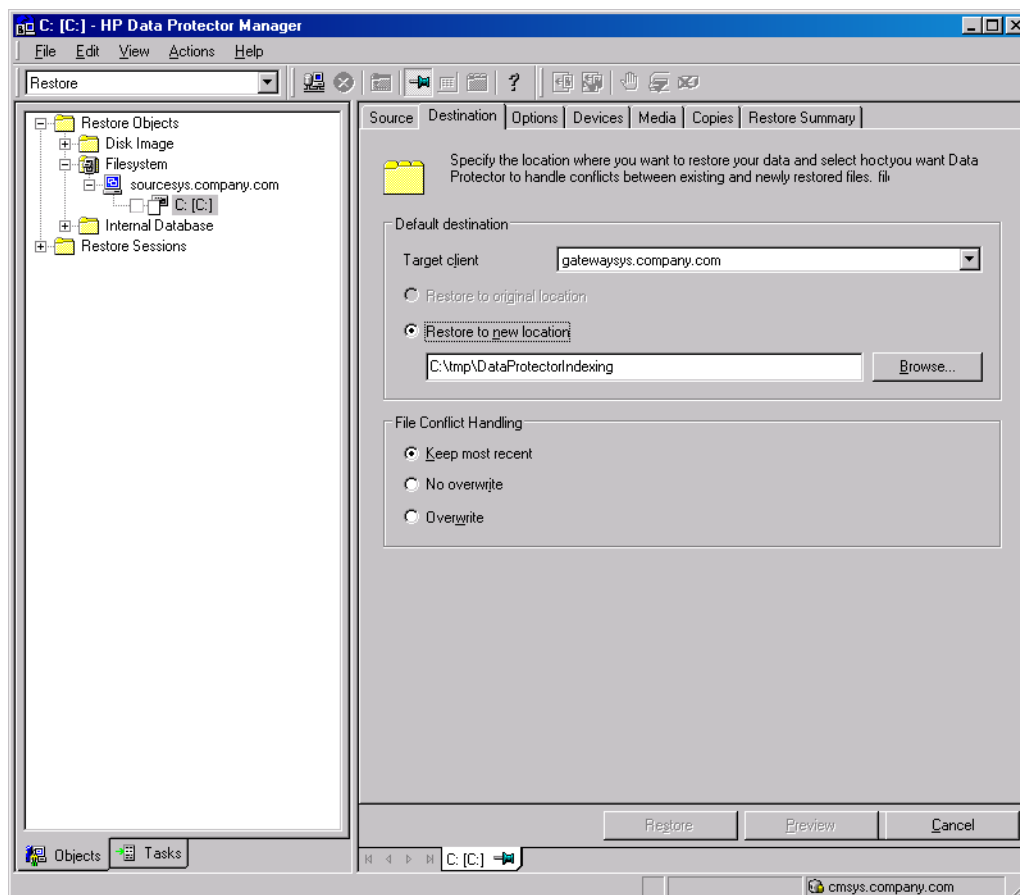 C: [C:] - HP Data Protector Manager
File Edit View Actions Help
Restore
Restore Objects
Disk Image
Filesystem
sourcesys.company.com
C: [C:]
Internal Database
Restore Sessions
Source Destination Options Devices Media Copies Restore Summary
Specify the location where you want to restore your data and select hoctyou want Data
Protector to handle conflicts between existing and newly restored files. file
Default destination
Target client gatewaysys.company.com
Restore to original location
Restore to new location
C:\tmp\DataProtectorIndexing Browse...
File Conflict Handling
Keep most recent
No overwrite
Overwrite
Restore Preview Cancel
Objects Tasks
C: [C:]
cmsys.company.com